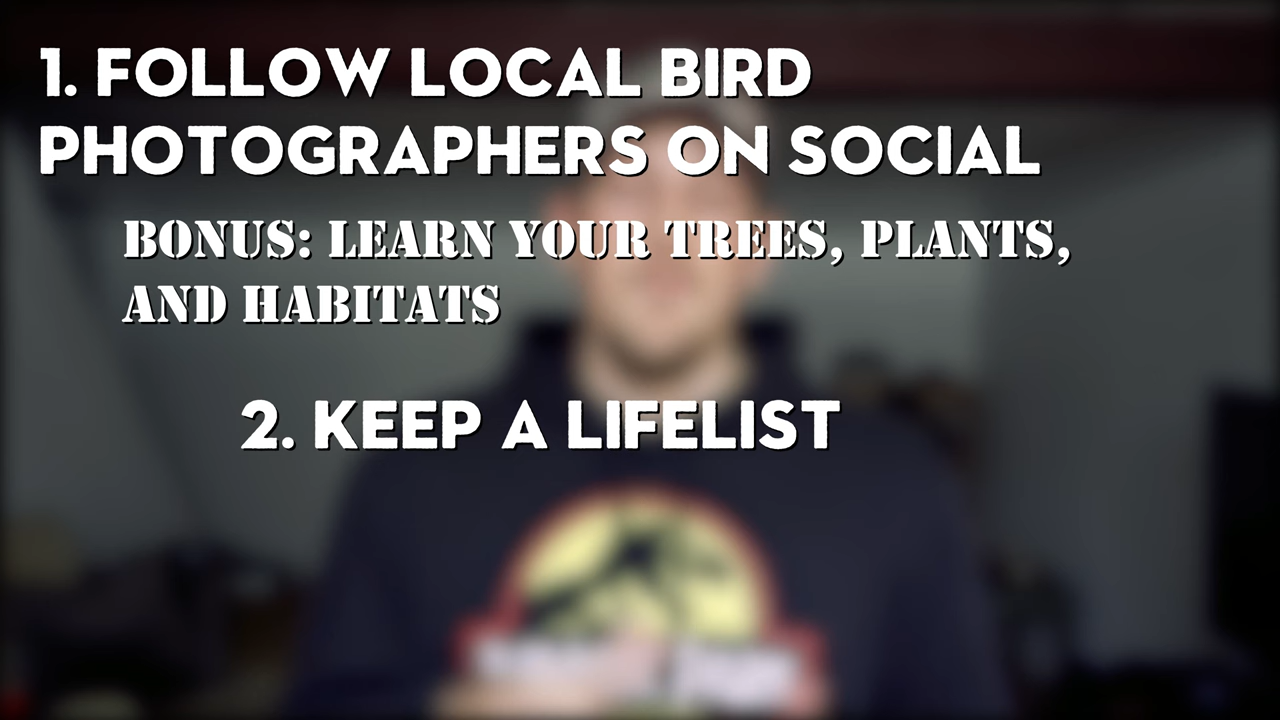 1. FOLLOW LOCAL BIRD
PHOTOGRAPHERS ON SOCIAL
BONUS: LEARN YOUR TREES, PLANTS,
AND HABITATS
2. KEEP A LIFELIST